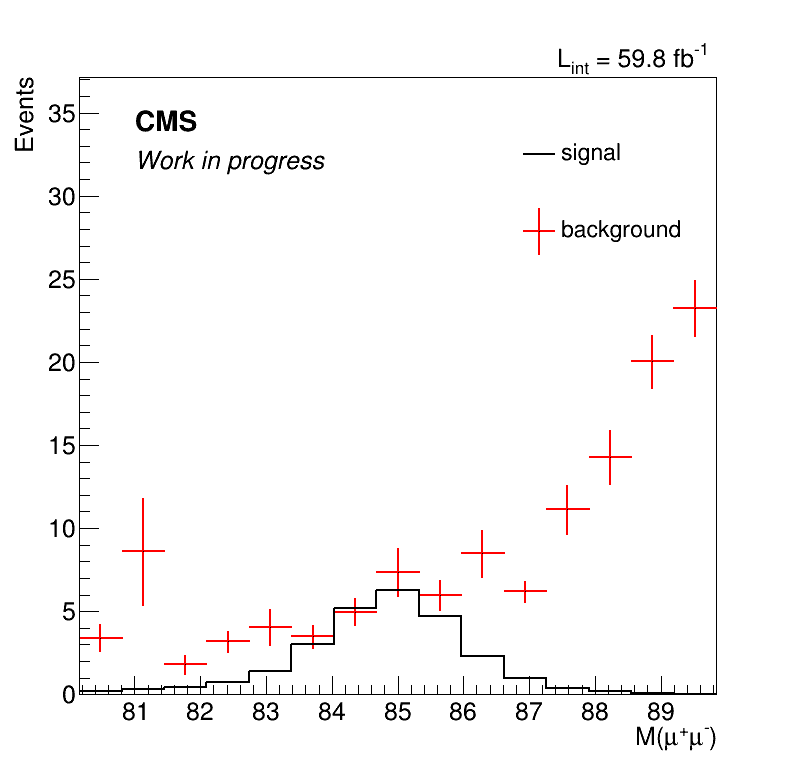 L_int = 59.8 fb⁻¹
Events
CMS
Work in progress
signal
background
35
30
25
20
15
10
5
0
81 82 83 84 85 86 87 88 89
M(μ⁺μ⁻)